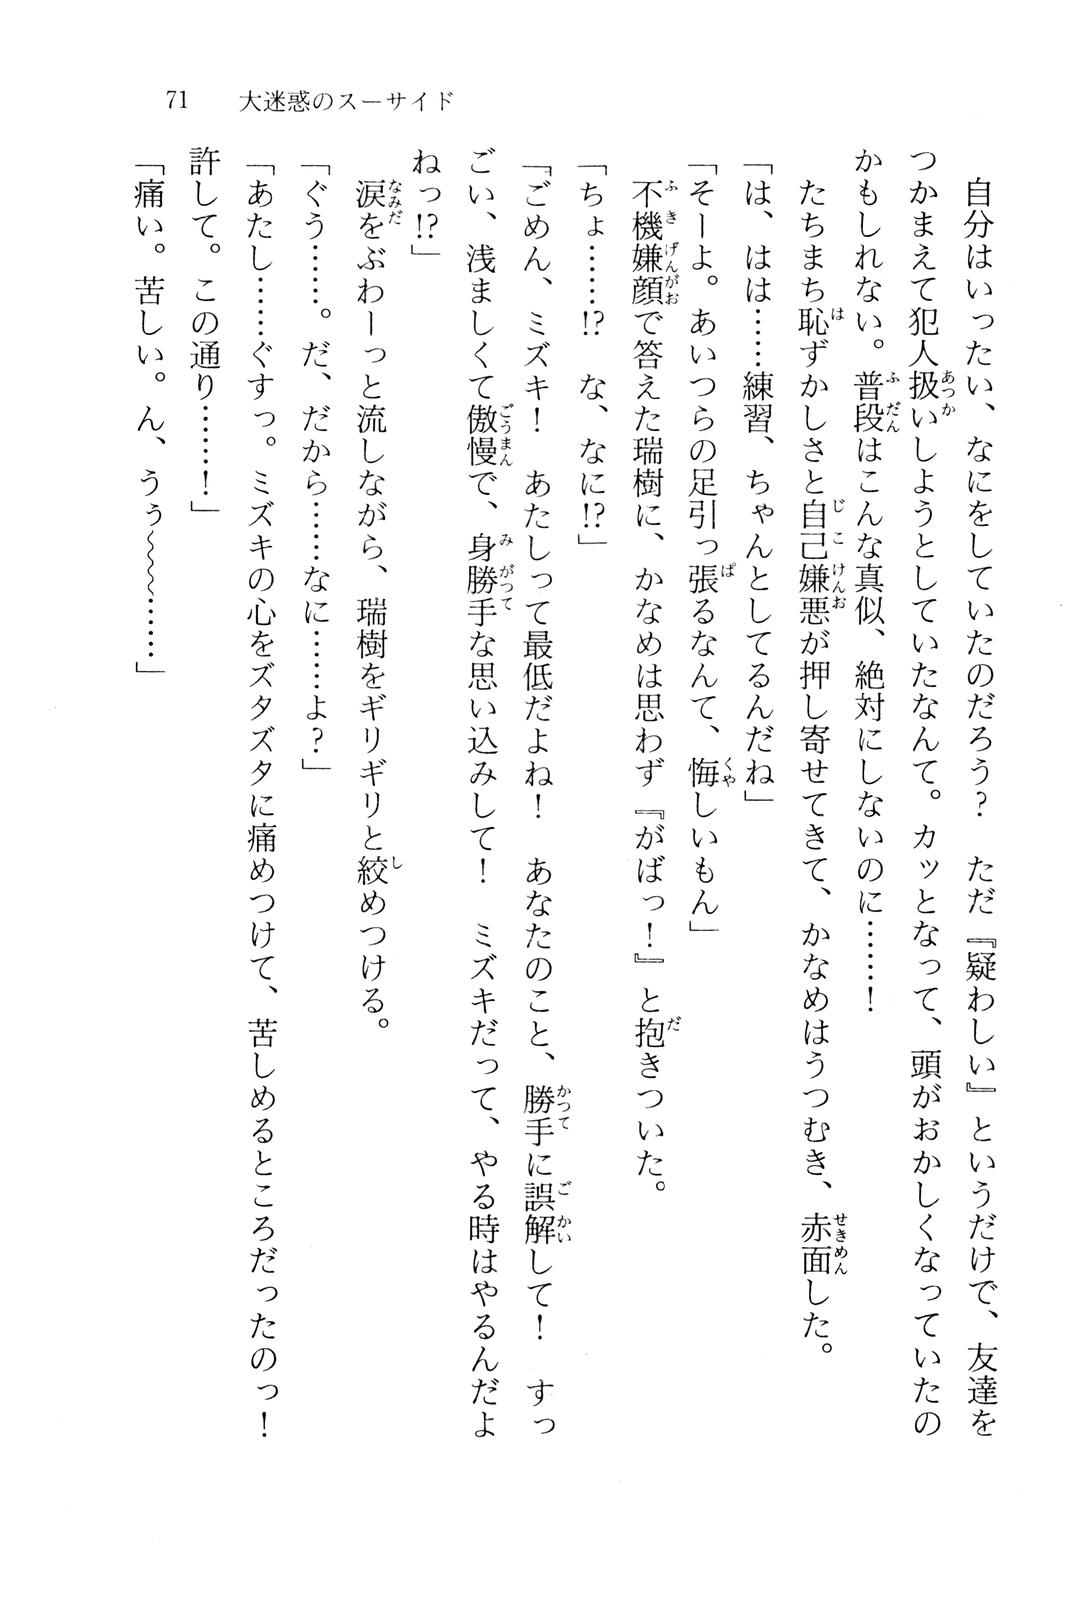 71　大迷惑のスーサイド
　自分はいったい、なにをしていたのだろう？　ただ『疑わしい』というだけで、友達を
つかまえて犯人扱いしようとしていたなんて。カッとなって、頭がおかしくなっていたの
かもしれない。普段はこんな真似、絶対にしないのに……！
　たちまち恥ずかしさと自己嫌悪が押し寄せてきて、かなめはうつむき、赤面した。
「は、はは……練習、ちゃんとしてるんだね」
「そーよ。あいつらの足引っ張るなんて、悔しいもん」
　不機嫌顔で答えた瑞樹に、かなめは思わず『がばっ！』と抱きついた。
「ちょ……!?　な、なに!?」
「ごめん、ミズキ！　あたしって最低だよね！　あなたのこと、勝手に誤解して！　すっ
ごい、浅ましくて傲慢で、身勝手な思い込みして！　ミズキだって、やる時はやるんだよ
ねっ!?」
　涙をぶわーっと流しながら、瑞樹をギリギリと絞めつける。
「ぐう……。だ、だから……なに……よ？」
「あたし……ぐすっ。ミズキの心をズタズタに痛めつけて、苦しめるところだったのっ！
許して。この通り……！」
「痛い。苦しい。ん、うぅ〜〜〜……」